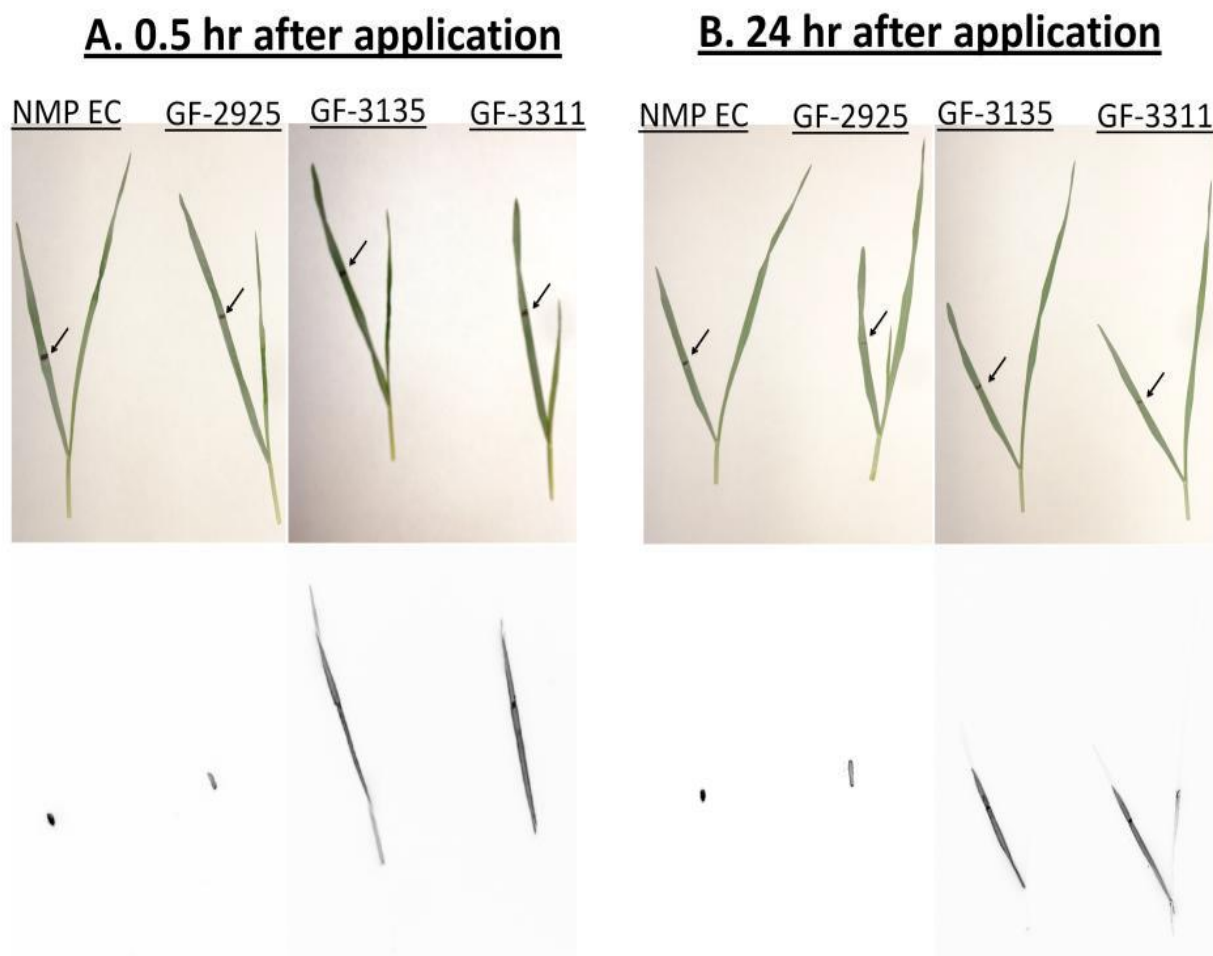 A. 0.5 hr after application
B. 24 hr after application
NMP EC GF-2925 GF-3135 GF-3311
NMP EC GF-2925 GF-3135 GF-3311